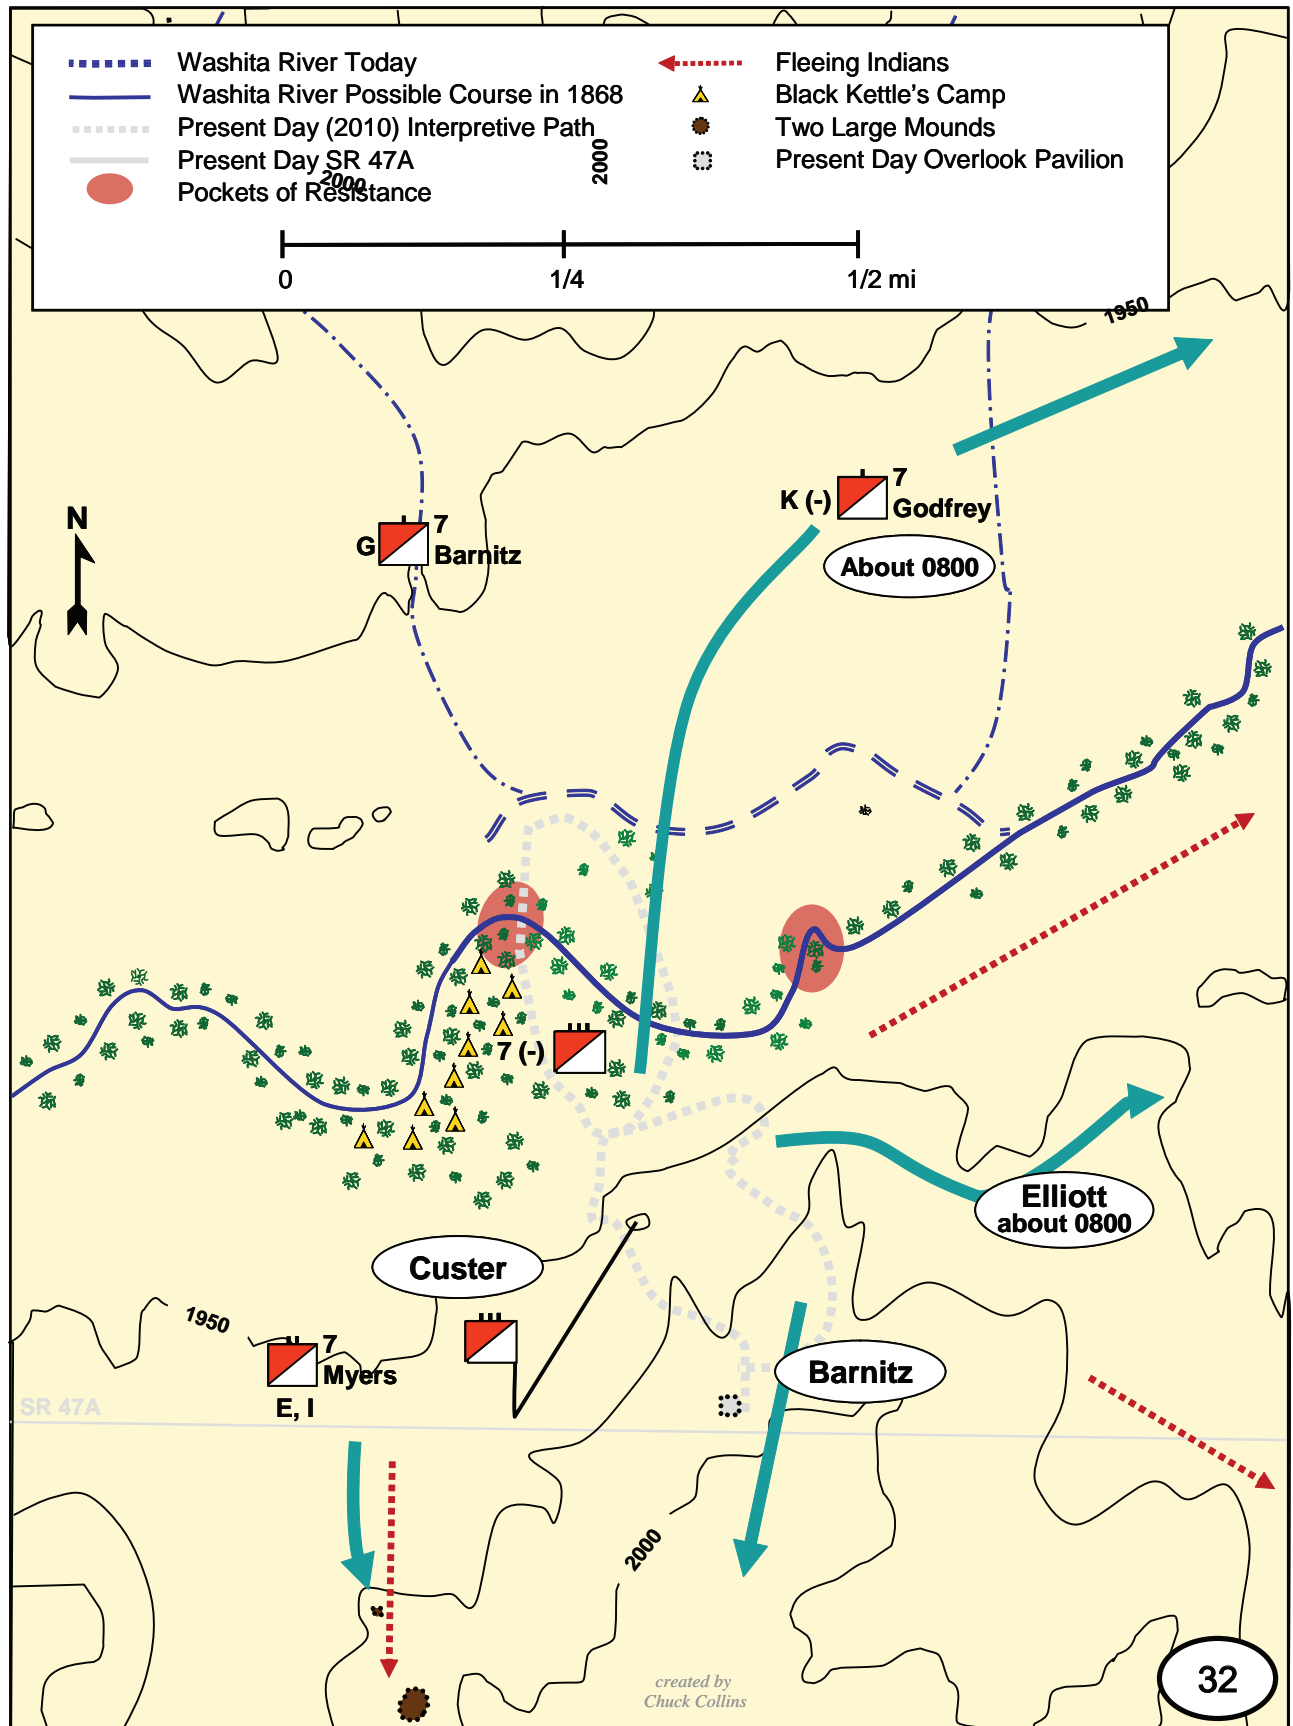 Washita River Today
Washita River Possible Course in 1868
Present Day (2010) Interpretive Path
Present Day SR 47A
Pockets of Resistance
Fleeing Indians
Black Kettle's Camp
Two Large Mounds
Present Day Overlook Pavilion
2000
2000
0
1/4
1/2 mi
1950
N
G
7
Barnitz
K (-)
7
Godfrey
About 0800
7 (-)
Elliott
about 0800
Custer
1950
7
Myers
E, I
Barnitz
SR 47A
2000
created by
Chuck Collins
32